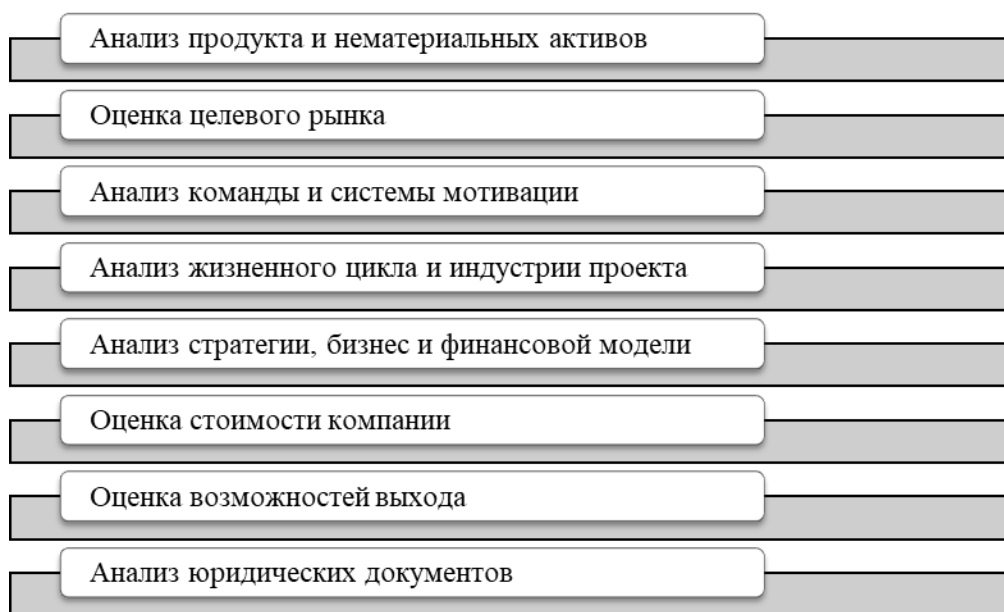 Анализ продукта и нематериальных активов
Оценка целевого рынка
Анализ команды и системы мотивации
Анализ жизненного цикла и индустрии проекта
Анализ стратегии, бизнес и финансовой модели
Оценка стоимости компании
Оценка возможностей выхода
Анализ юридических документов